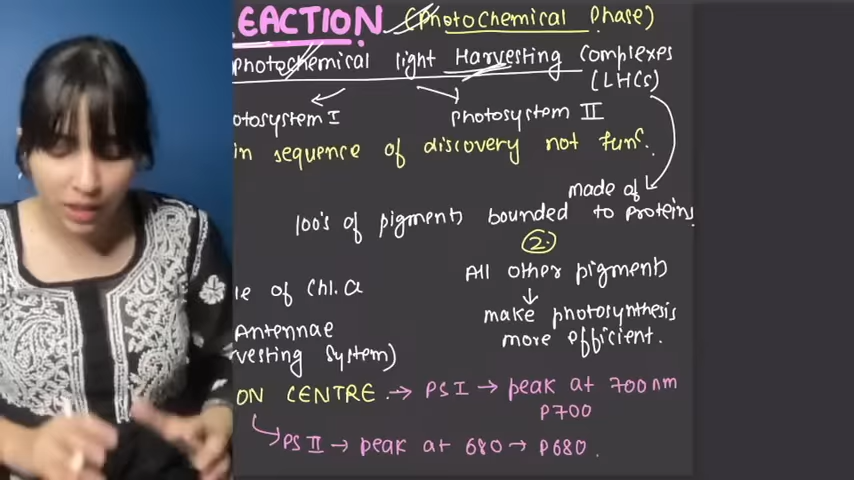 EACTION (Photochemical Phase)
photochemical light Harvesting Complexes
(LHCs)
otosystem I photosystem II
in sequence of discovery not func.
made of
100's of pigments bounded to proteins.
2.
All other pigments
le of Chl. a
make photosynthesis
more efficient.
Antennae
vesting system)
ON CENTRE → PS I → peak at 700 nm
P700
PS II → peak at 680 → P680.